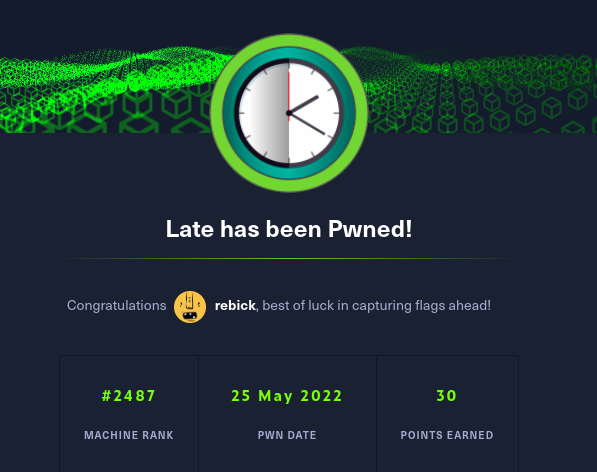 Late has been Pwned!
Congratulations rebick, best of luck in capturing flags ahead!
#2487 25 May 2022 30
MACHINE RANK PWN DATE POINTS EARNED